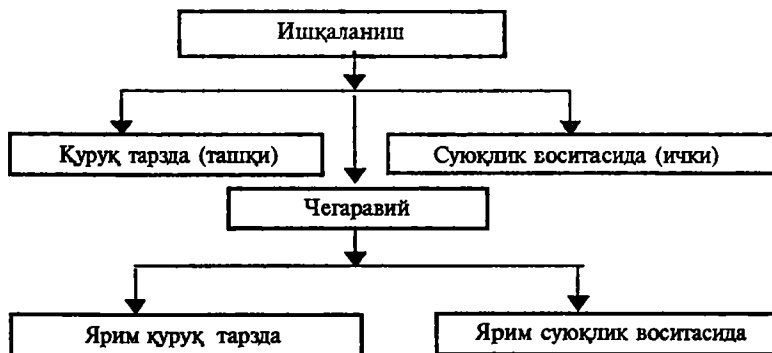 Ишқаланиш
Қуруқ тарзда (ташқи)
Суюқлик воситасида (ички)
Чегаравий
Ярим қуруқ тарзда
Ярим суюқлик воситасида